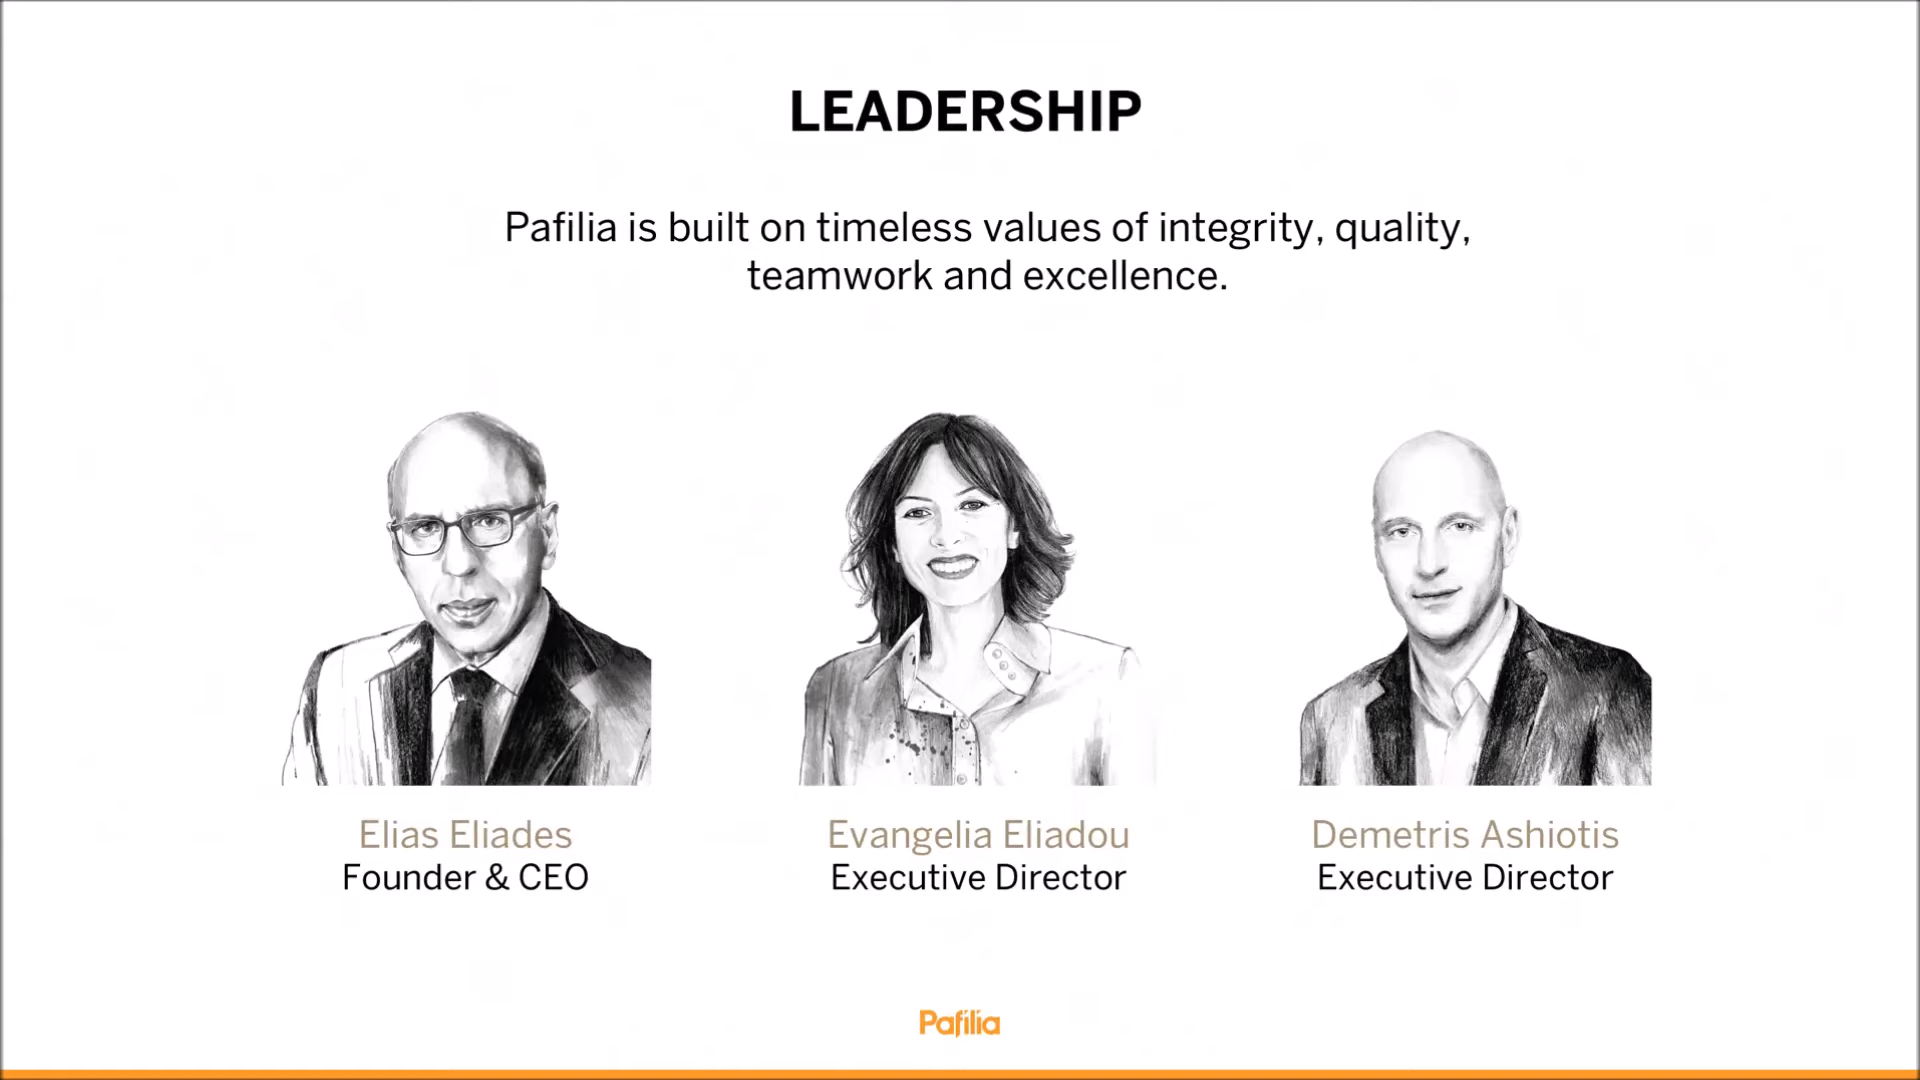 LEADERSHIP
Pafilia is built on timeless values of integrity, quality,
teamwork and excellence.
Elias Eliades
Founder & CEO
Evangelia Eliadou
Executive Director
Demetris Ashiotis
Executive Director
Pafilia